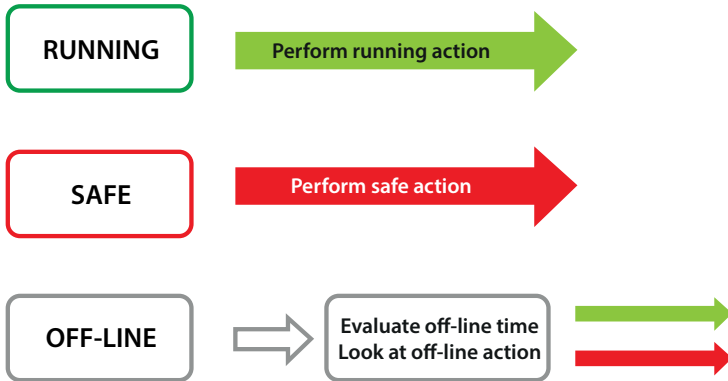 RUNNING
Perform running action
SAFE
Perform safe action
OFF-LINE
Evaluate off-line time
Look at off-line action